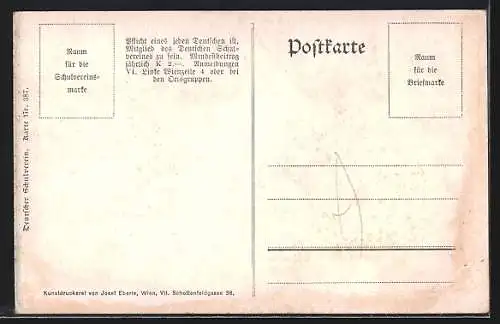 Raum
für die
Schulvereins-
marke
Pflicht eines jeden Deutschen ist,
Mitglied des Deutschen Schul-
vereines zu sein. Mindestbeitrag
jährlich K 2.—. Anmeldungen
VI. Linke Wienzeile 4 oder bei
den Ortsgruppen.
Postkarte
Raum
für die
Briefmarke
Deutscher Schulverein, Karte Nr. 387.
Kunstdruckerei von Josef Eberle, Wien, VII. Schottenfeldgasse 38.